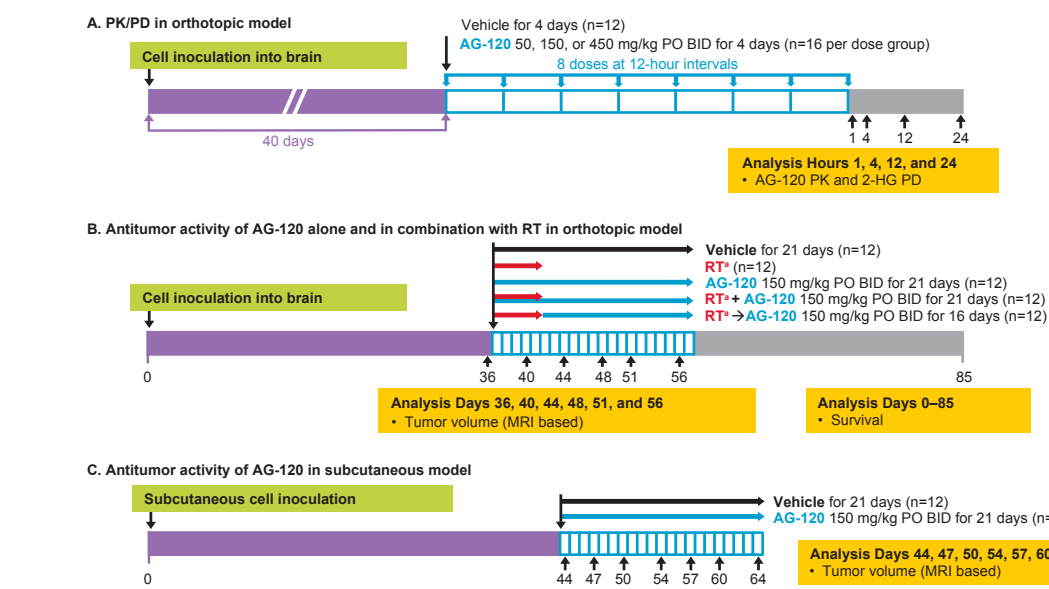 A. PK/PD in orthotopic model
Vehicle for 4 days (n=12)
AG-120 50, 150, or 450 mg/kg PO BID for 4 days (n=16 per dose group)
8 doses at 12-hour intervals
Cell inoculation into brain
40 days
1 4 12 24
Analysis Hours 1, 4, 12, and 24
• AG-120 PK and 2-HG PD
B. Antitumor activity of AG-120 alone and in combination with RT in orthotopic model
Vehicle for 21 days (n=12)
RTª (n=12)
AG-120 150 mg/kg PO BID for 21 days (n=12)
RTª + AG-120 150 mg/kg PO BID for 21 days (n=12)
RTª → AG-120 150 mg/kg PO BID for 16 days (n=12)
Cell inoculation into brain
0 36 40 44 48 51 56 85
Analysis Days 36, 40, 44, 48, 51, and 56
• Tumor volume (MRI based)
Analysis Days 0–85
• Survival
C. Antitumor activity of AG-120 in subcutaneous model
Subcutaneous cell inoculation
Vehicle for 21 days (n=12)
AG-120 150 mg/kg PO BID for 21 days (n=
0 44 47 50 54 57 60 64
Analysis Days 44, 47, 50, 54, 57, 60
• Tumor volume (MRI based)